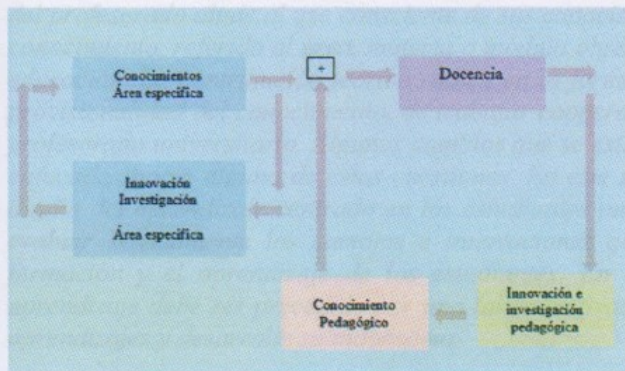 Conocimientos
Área especifica
+
Docencia
Innovación
Investigación
Área especifica
Conocimiento
Pedagógico
Innovación e
investigación
pedagógica